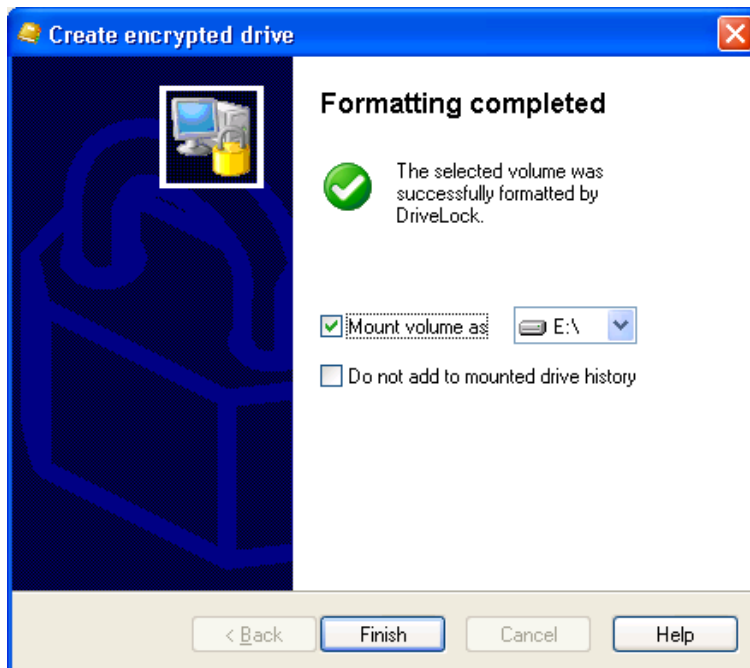 Create encrypted drive
Formatting completed
The selected volume was
successfully formatted by
DriveLock.
Mount volume as E:\
Do not add to mounted drive history
< Back Finish Cancel Help